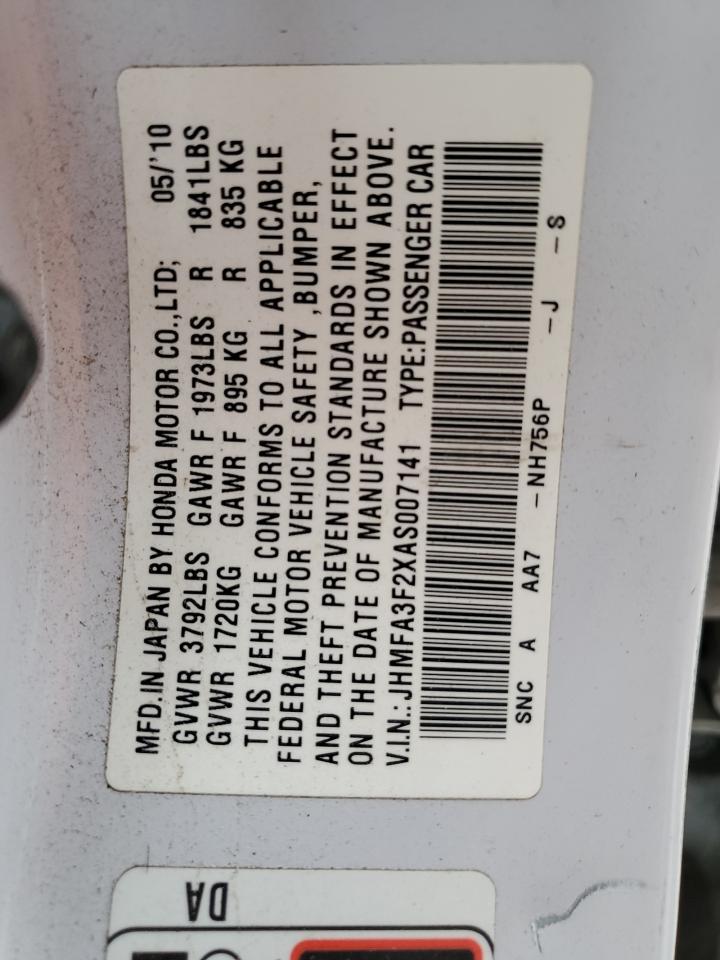 MFD. IN JAPAN BY HONDA MOTOR CO.,LTD; 05/'10
GVWR 3792LBS GAWR F 1973LBS R 1841LBS
GVWR 1720KG GAWR F 895 KG R 835 KG
THIS VEHICLE CONFORMS TO ALL APPLICABLE
FEDERAL MOTOR VEHICLE SAFETY ,BUMPER,
AND THEFT PREVENTION STANDARDS IN EFFECT
ON THE DATE OF MANUFACTURE SHOWN ABOVE.
V.I.N.: JHMFA3F2XAS007141 TYPE:PASSENGER CAR
SNC A AA7 –NH756P –J –S
DA